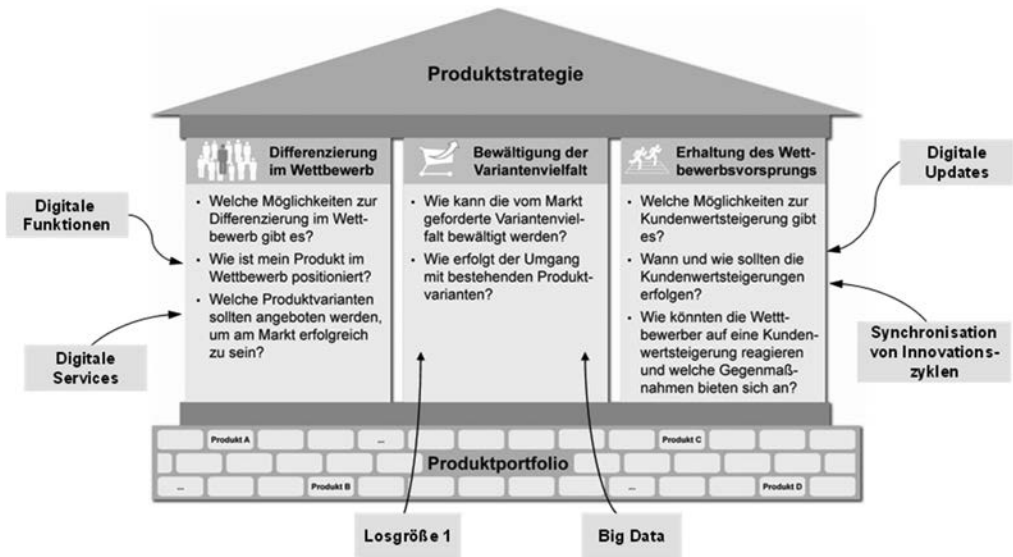 Produktstrategie
Differenzierung
im Wettbewerb
• Welche Möglichkeiten zur
Differenzierung im Wett-
bewerb gibt es?
• Wie ist mein Produkt im
Wettbewerb positioniert?
• Welche Produktvarianten
sollten angeboten werden,
um am Markt erfolgreich
zu sein?
Bewältigung der
Variantenvielfalt
• Wie kann die vom Markt
geforderte Variantenviel-
falt bewältigt werden?
• Wie erfolgt der Umgang
mit bestehenden Produkt-
varianten?
Erhaltung des Wett-
bewerbsvorsprungs
• Welche Möglichkeiten zur
Kundenwertsteigerung gibt
es?
• Wann und wie sollten die
Kundenwertsteigerungen
erfolgen?
• Wie könnten die Wettt-
bewerber auf eine Kunden-
wertsteigerung reagieren
und welche Gegenmaß-
nahmen bieten sich an?
Digitale
Funktionen
Digitale
Services
Digitale
Updates
Synchronisation
von Innovations-
zyklen
Produkt A
...
Produkt C
Produktportfolio
...
Produkt B
...
Produkt D
Losgröße 1
Big Data